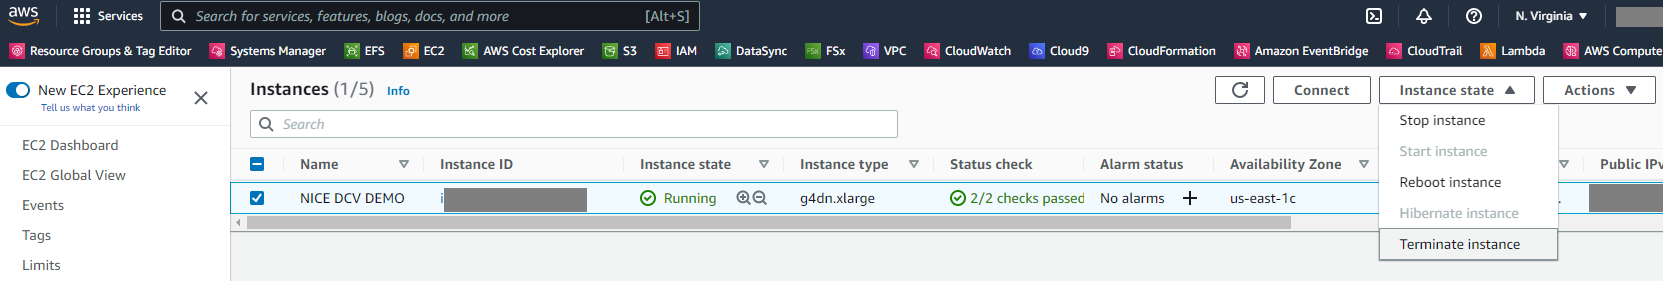 aws Services Search for services, features, blogs, docs, and more [Alt+S] N. Virginia
Resource Groups & Tag Editor Systems Manager EFS EC2 AWS Cost Explorer S3 IAM DataSync FSx VPC CloudWatch Cloud9 CloudFormation Amazon EventBridge CloudTrail Lambda AWS Compute
New EC2 Experience
Tell us what you think
EC2 Dashboard
EC2 Global View
Events
Tags
Limits
Instances (1/5) Info Connect Instance state Actions
Search
Name Instance ID Instance state Instance type Status check Alarm status Availability Zone Public IPv
NICE DCV DEMO i Running g4dn.xlarge 2/2 checks passed No alarms us-east-1c
Stop instance
Start instance
Reboot instance
Hibernate instance
Terminate instance